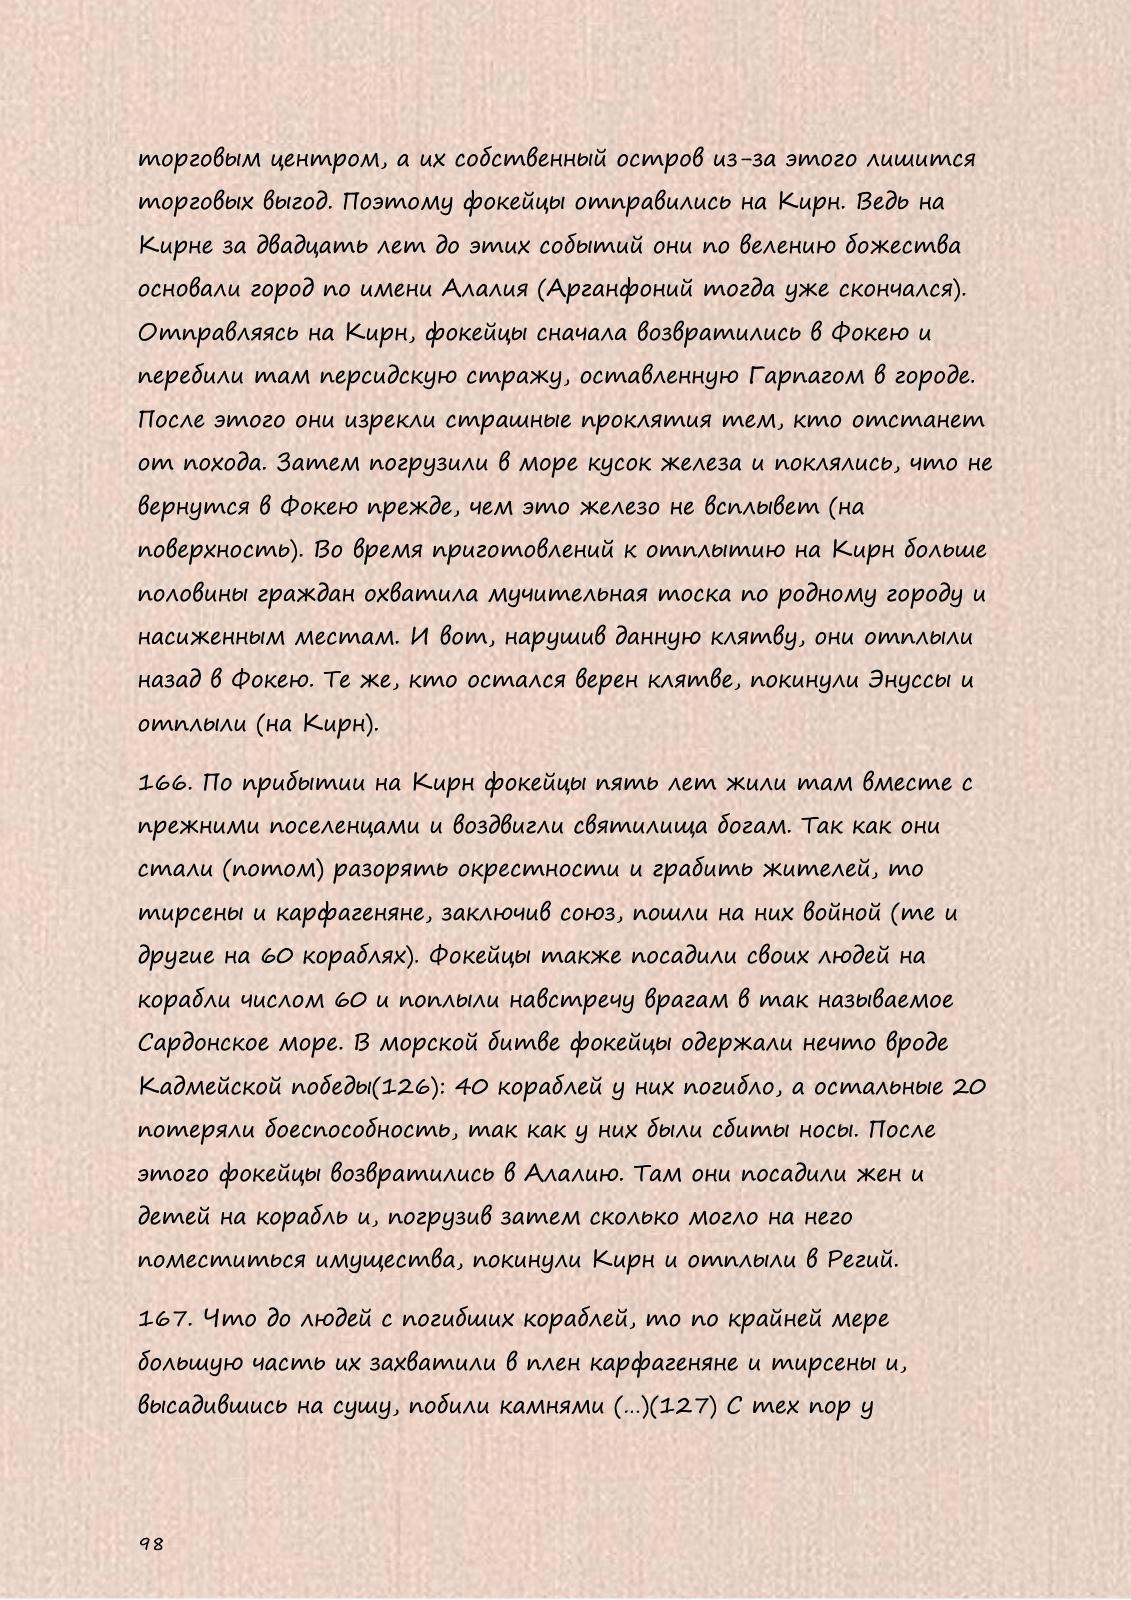 торговым центром, а их собственный остров из-за этого лишится
торговых выгод. Поэтому фокейцы отправились на Кирн. Ведь на
Кирне за двадцать лет до этих событий они по велению божества
основали город по имени Алалия (Арганфоний тогда уже скончался).
Отправляясь на Кирн, фокейцы сначала возвратились в Фокею и
перебили там персидскую стражу, оставленную Гарпагом в городе.
После этого они изрекли страшные проклятия тем, кто отстанет
от похода. Затем погрузили в море кусок железа и поклялись, что не
вернутся в Фокею прежде, чем это железо не всплывет (на
поверхность). Во время приготовлений к отплытию на Кирн больше
половины граждан охватила мучительная тоска по родному городу и
насиженным местам. И вот, нарушив данную клятву, они отплыли
назад в Фокею. Те же, кто остался верен клятве, покинули Энуссы и
отплыли (на Кирн).
166. По прибытии на Кирн фокейцы пять лет жили там вместе с
прежними поселенцами и воздвигли святилища богам. Так как они
стали (потом) разорять окрестности и грабить жителей, то
тирсены и карфагеняне, заключив союз, пошли на них войной (те и
другие на 60 кораблях). Фокейцы также посадили своих людей на
корабли числом 60 и поплыли навстречу врагам в так называемое
Сардонское море. В морской битве фокейцы одержали нечто вроде
Кадмейской победы(126): 40 кораблей у них погибло, а остальные 20
потеряли боеспособность, так как у них были сбиты носы. После
этого фокейцы возвратились в Алалию. Там они посадили жен и
детей на корабль и, погрузив затем сколько могло на него
поместиться имущества, покинули Кирн и отплыли в Регий.
167. Что до людей с погибших кораблей, то по крайней мере
большую часть их захватили в плен карфагеняне и тирсены и,
высадившись на сушу, побили камнями (...)(127) С тех пор у
98